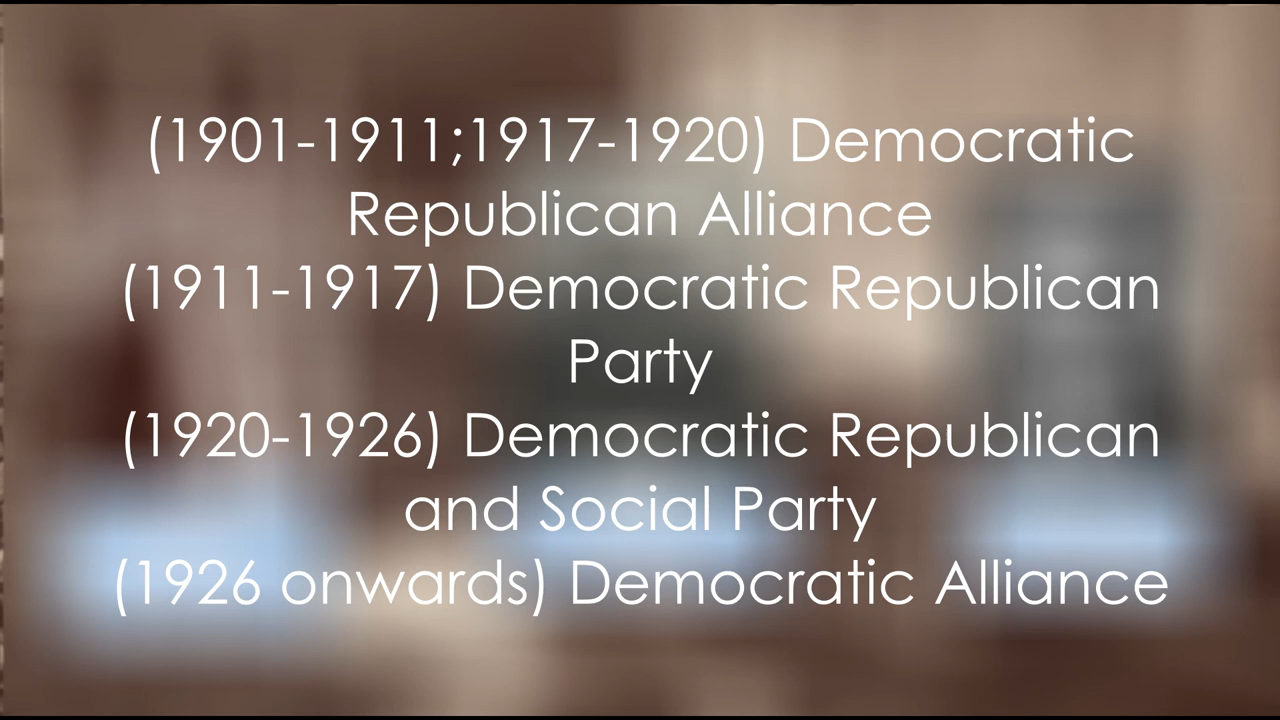 (1901-1911;1917-1920) Democratic
Republican Alliance
(1911-1917) Democratic Republican
Party
(1920-1926) Democratic Republican
and Social Party
(1926 onwards) Democratic Alliance